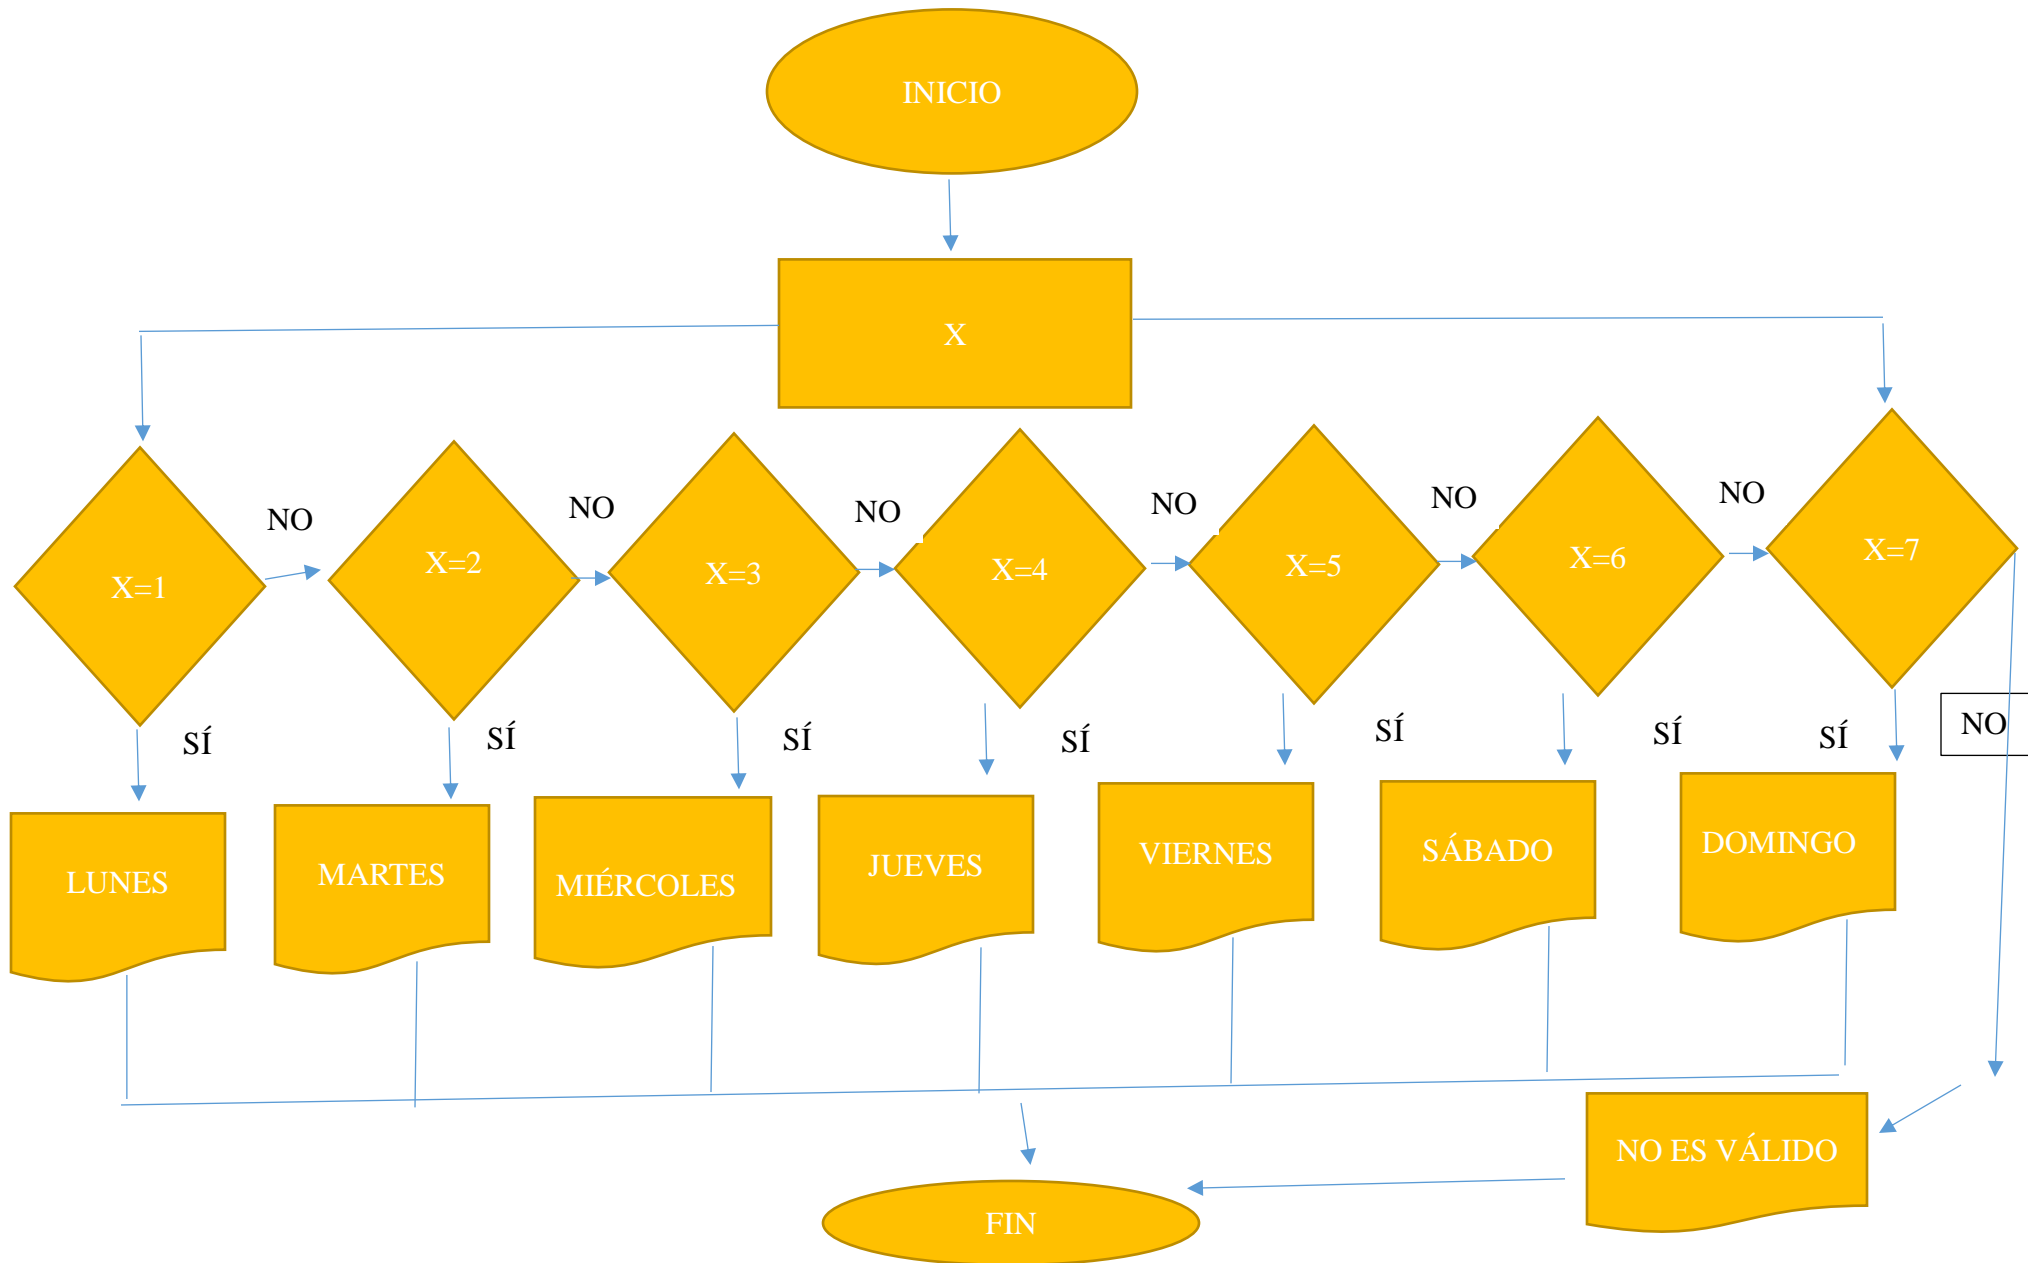 INICIO
X
NO
NO
NO
NO
NO
NO
X=1
X=2
X=3
X=4
X=5
X=6
X=7
SÍ
SÍ
SÍ
SÍ
SÍ
SÍ
SÍ
NO
LUNES
MARTES
MIÉRCOLES
JUEVES
VIERNES
SÁBADO
DOMINGO
NO ES VÁLIDO
FIN